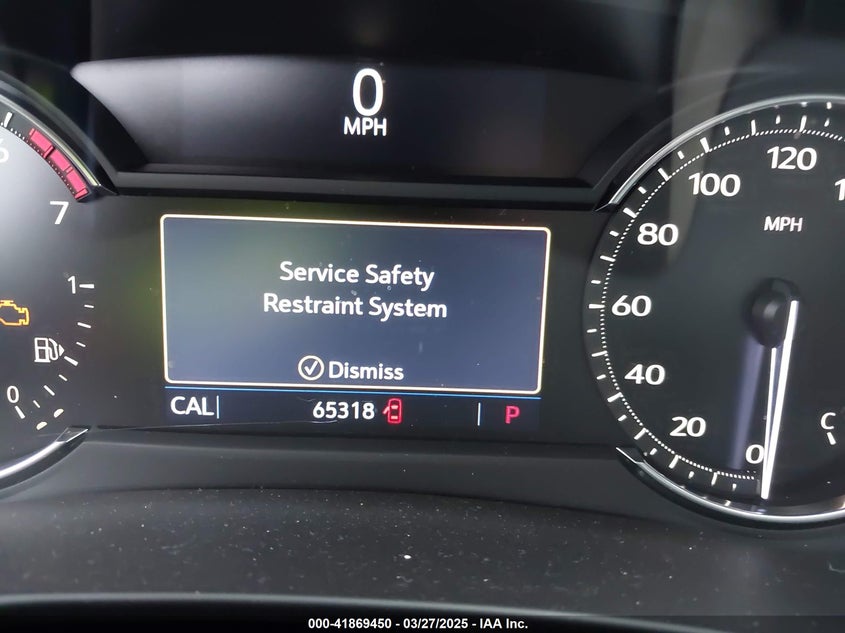 0
MPH
6
7
1
0
Service Safety
Restraint System
Dismiss
CAL
65318
P
120
100
80
60
40
20
0
MPH
C
000-41869450 - 03/27/2025 - IAA Inc.